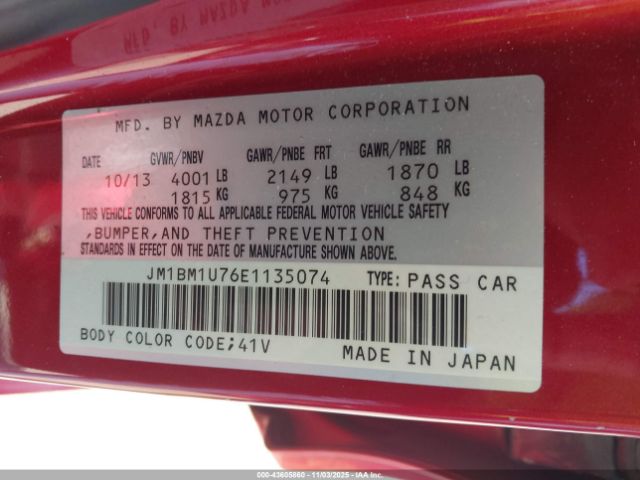 MFD. BY MAZDA MOTOR CORPORATION
DATE GVWR/PNBV GAWR/PNBE FRT GAWR/PNBE RR
10/13 4001 LB 2149 LB 1870 LB
1815 KG 975 KG 848 KG
THIS VEHICLE CONFORMS TO ALL APPLICABLE FEDERAL MOTOR VEHICLE SAFETY
,BUMPER,AND THEFT PREVENTION
STANDARDS IN EFFECT ON THE DATE OF MANUFACTURE SHOWN ABOVE.
JM1BM1U76E1135074 TYPE: PASS CAR
BODY COLOR CODE;41V MADE IN JAPAN
000-43605860 - 11/03/2025 - IAAI.COM